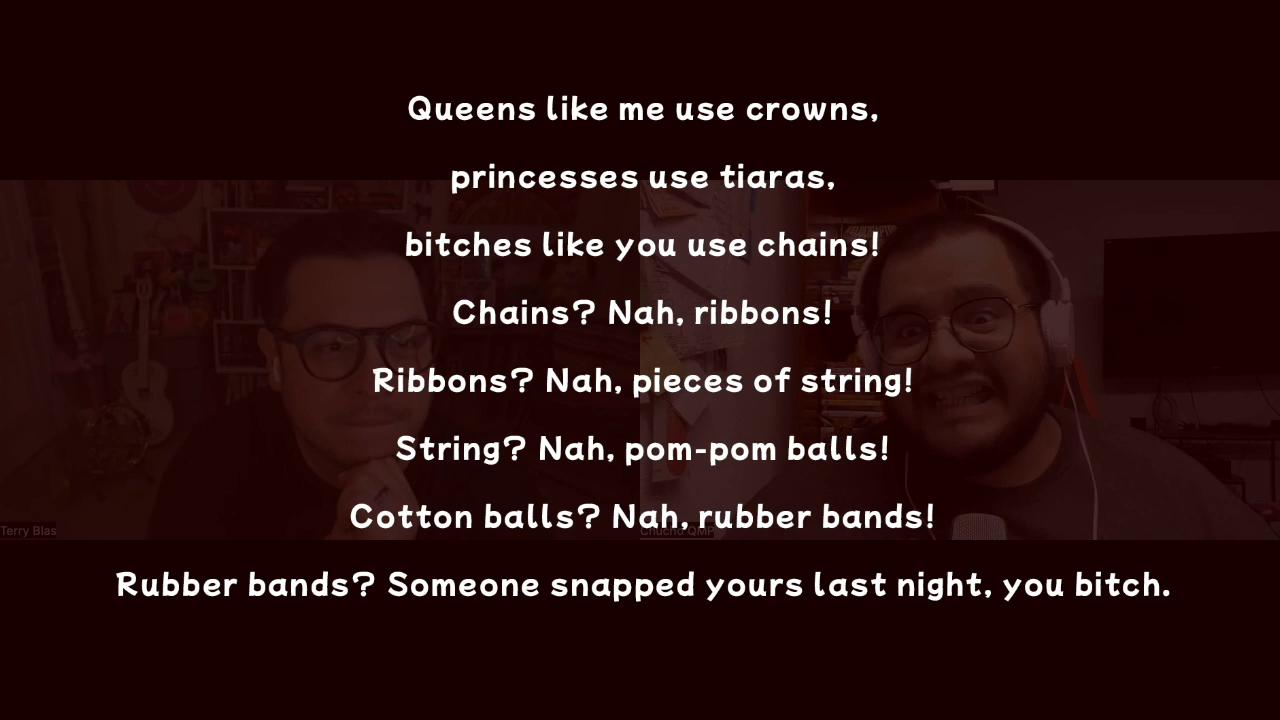 Queens like me use crowns,
princesses use tiaras,
bitches like you use chains!
Chains? Nah, ribbons!
Ribbons? Nah, pieces of string!
String? Nah, pom-pom balls!
Cotton balls? Nah, rubber bands!
Terry Blas
Chucho QMP
Rubber bands? Someone snapped yours last night, you bitch.